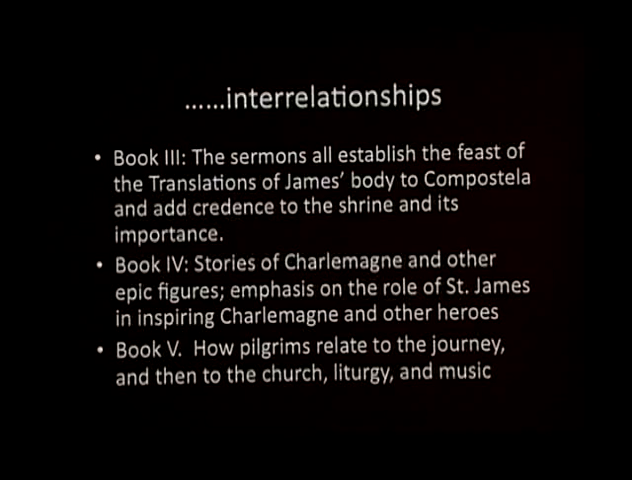 ......interrelationships
• Book III: The sermons all establish the feast of
the Translations of James' body to Compostela
and add credence to the shrine and its
importance.
• Book IV: Stories of Charlemagne and other
epic figures; emphasis on the role of St. James
in inspiring Charlemagne and other heroes
• Book V.  How pilgrims relate to the journey,
and then to the church, liturgy, and music